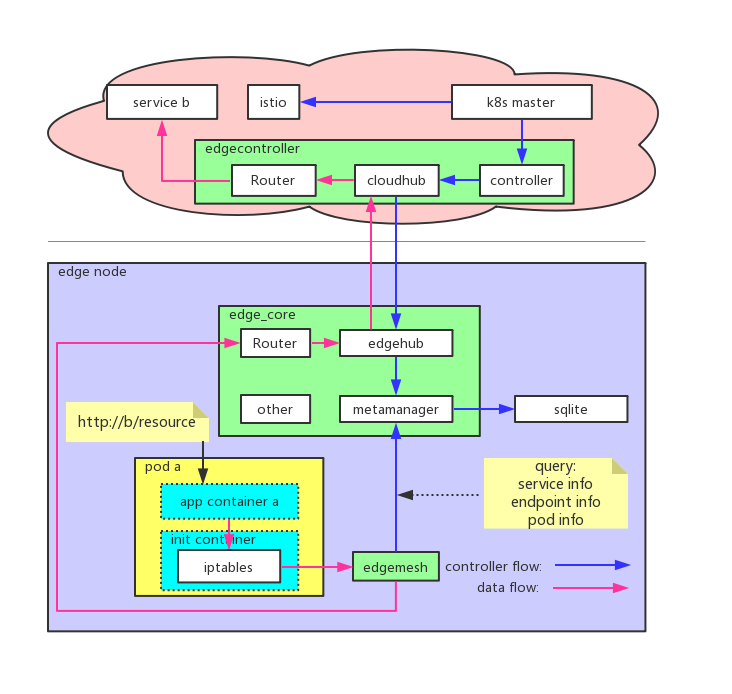 service b
istio
k8s master
edgecontroller
Router
cloudhub
controller
edge node
edge_core
Router
edgehub
other
metamanager
sqlite
http://b/resource
pod a
query:
service info
endpoint info
pod info
app container a
init container
iptables
edgemesh
controller flow:
data flow: